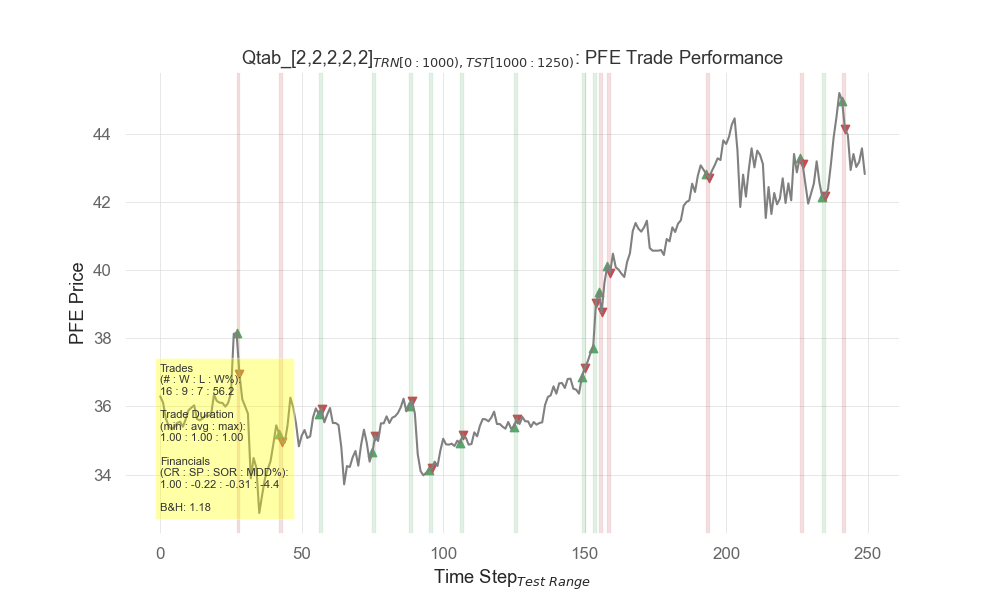 Qtab_[2,2,2,2,2]TRN[0:1000),TST[1000:1250): PFE Trade Performance
44
42
40
38
36
34
PFE Price
Trades
(# : W : L : W%):
16 : 9 : 7 : 56.2
Trade Duration
(min : avg : max):
1.00 : 1.00 : 1.00
Financials
(CR : SP : SOR : MDD%):
1.00 : -0.22 : -0.31 : -4.4
B&H: 1.18
0 50 100 150 200 250
Time StepTest Range